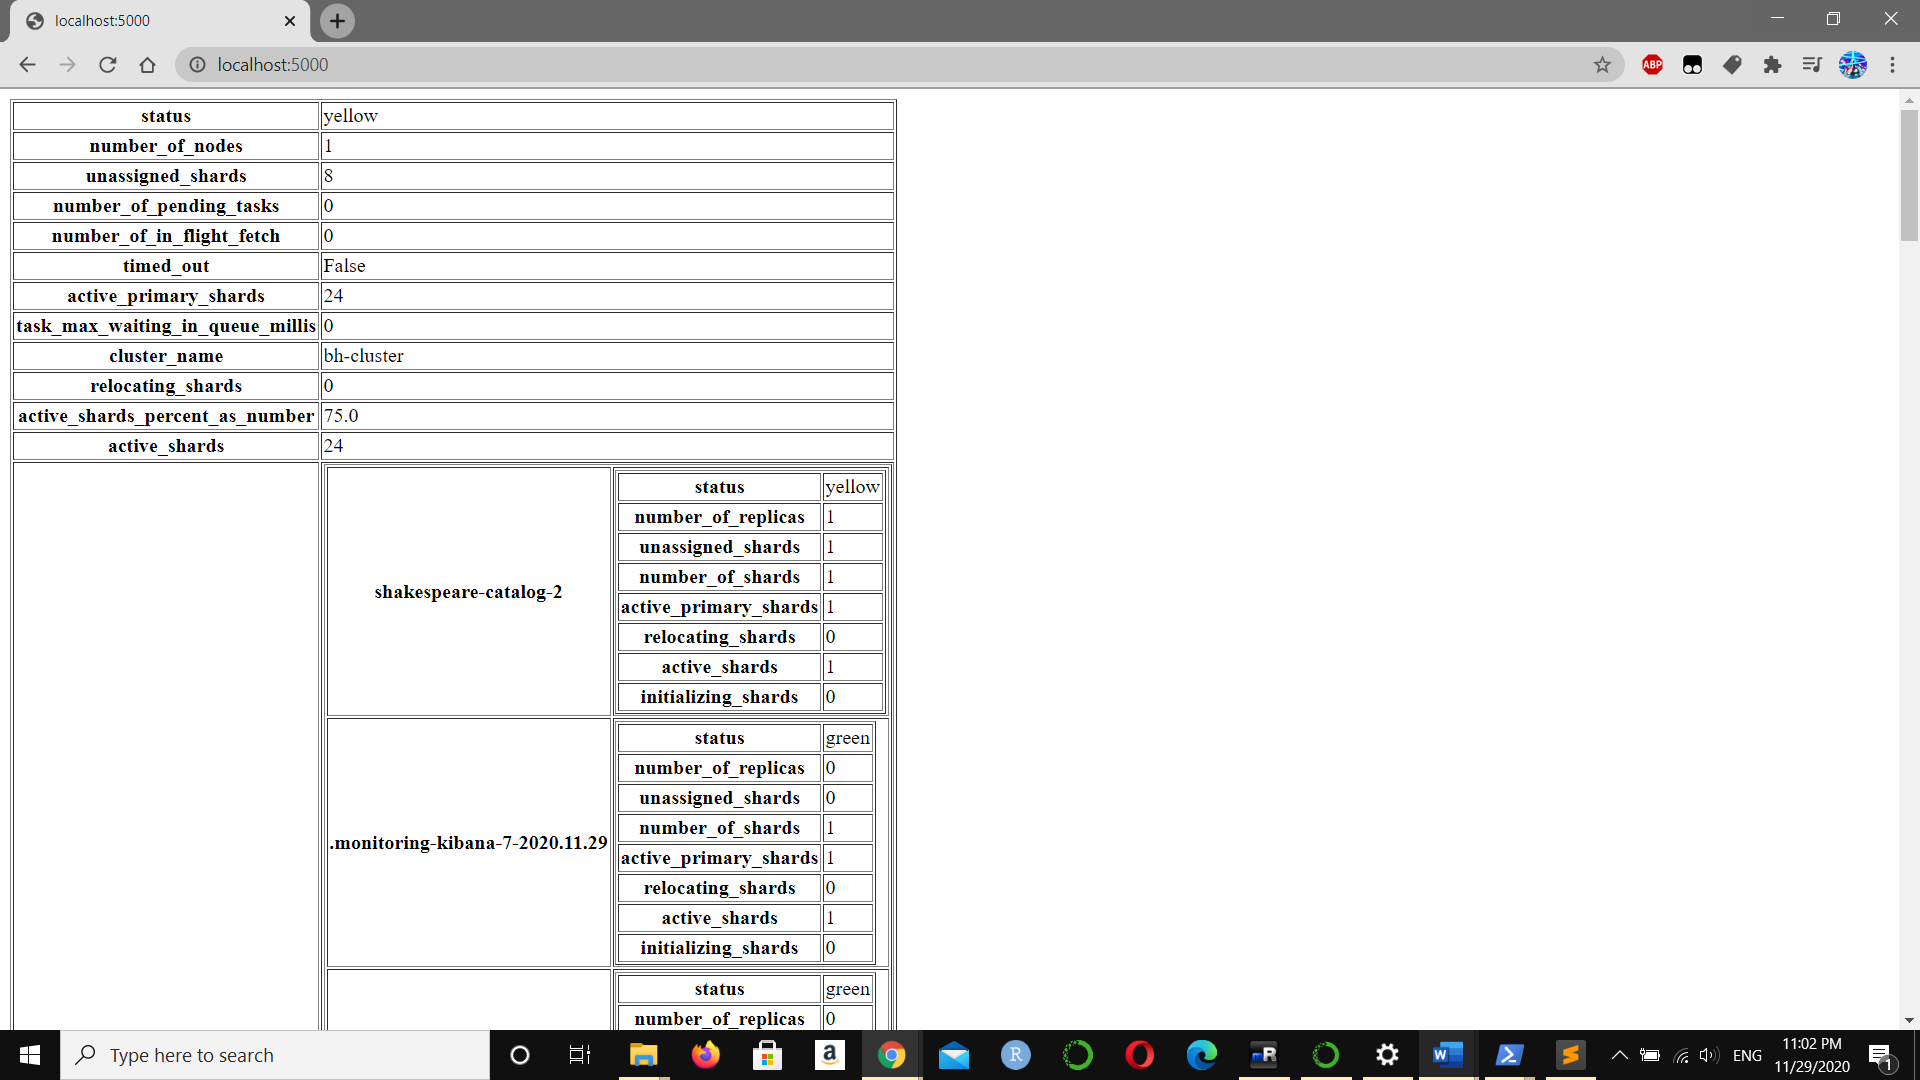 localhost:5000
localhost:5000
ABP
status yellow
number_of_nodes 1
unassigned_shards 8
number_of_pending_tasks 0
number_of_in_flight_fetch 0
timed_out False
active_primary_shards 24
task_max_waiting_in_queue_millis 0
cluster_name bh-cluster
relocating_shards 0
active_shards_percent_as_number 75.0
active_shards 24
shakespeare-catalog-2
status yellow
number_of_replicas 1
unassigned_shards 1
number_of_shards 1
active_primary_shards 1
relocating_shards 0
active_shards 1
initializing_shards 0
.monitoring-kibana-7-2020.11.29
status green
number_of_replicas 0
unassigned_shards 0
number_of_shards 1
active_primary_shards 1
relocating_shards 0
active_shards 1
initializing_shards 0
status green
number_of_replicas 0
Type here to search
a
R
R
W
S
ENG
11:02 PM
11/29/2020
1